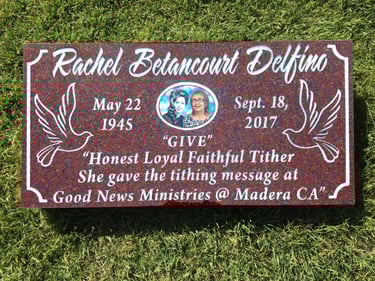 Rachel Betancourt Delfino
May 22 Sept. 18,
1945 2017
"GIVE"
"Honest Loyal Faithful Tither
She gave the tithing message at
Good News Ministries @ Madera CA"